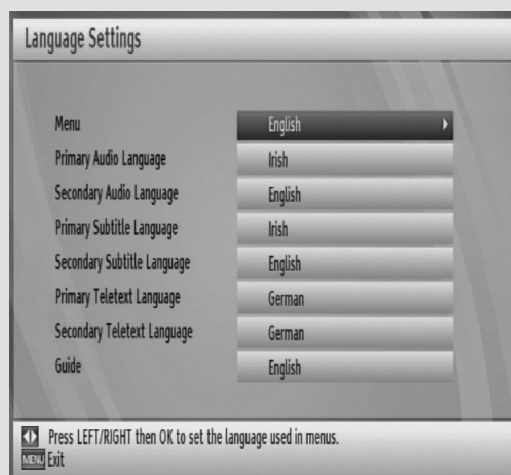 Language Settings
Menu English
Primary Audio Language Irish
Secondary Audio Language English
Primary Subtitle Language Irish
Secondary Subtitle Language English
Primary Teletext Language German
Secondary Teletext Language German
Guide English
Press LEFT/RIGHT then OK to set the language used in menus.
MENU Exit